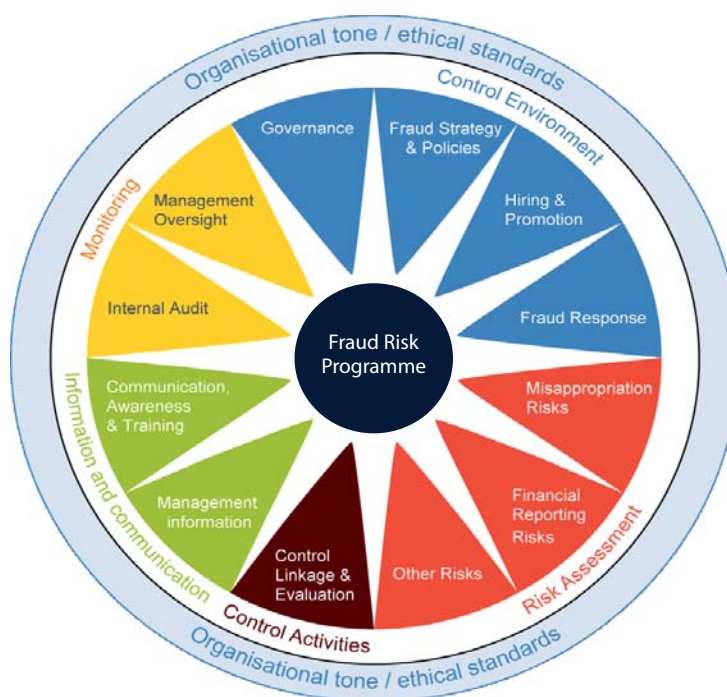 Organisational tone / ethical standards
Control Environment
Governance
Fraud Strategy
& Policies
Hiring &
Promotion
Fraud Response
Misappropriation
Risks
Financial
Reporting
Risks
Risk Assessment
Other Risks
Control
Linkage &
Evaluation
Control Activities
Management
information
Communication,
Awareness
& Training
Information and communication
Internal Audit
Management
Oversight
Monitoring
Fraud Risk
Programme
Organisational tone / ethical standards